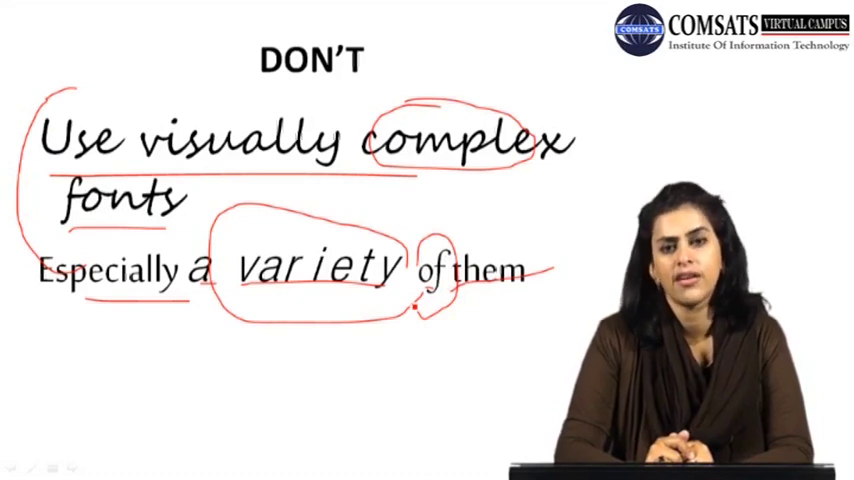 COMSATS VIRTUAL CAMPUS
COMSATS
Institute Of Information Technology
DON'T
Use visually complex
fonts
Especially a variety of them